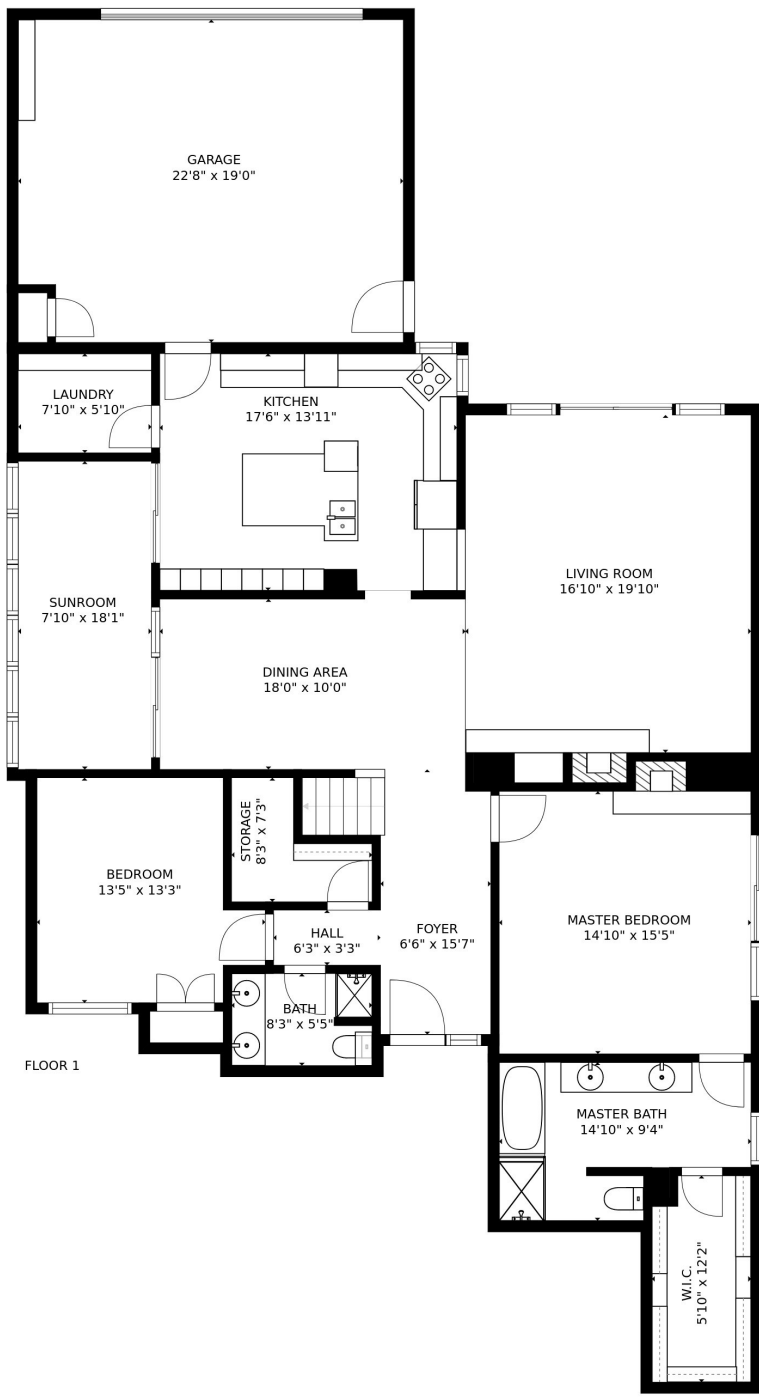 GARAGE
22'8" x 19'0"
LAUNDRY
7'10" x 5'10"
KITCHEN
17'6" x 13'11"
LIVING ROOM
16'10" x 19'10"
SUNROOM
7'10" x 18'1"
DINING AREA
18'0" x 10'0"
STORAGE
8'3" x 7'3"
BEDROOM
13'5" x 13'3"
HALL
6'3" x 3'3"
FOYER
6'6" x 15'7"
MASTER BEDROOM
14'10" x 15'5"
BATH
8'3" x 5'5"
FLOOR 1
MASTER BATH
14'10" x 9'4"
W.I.C.
5'10" x 12'2"